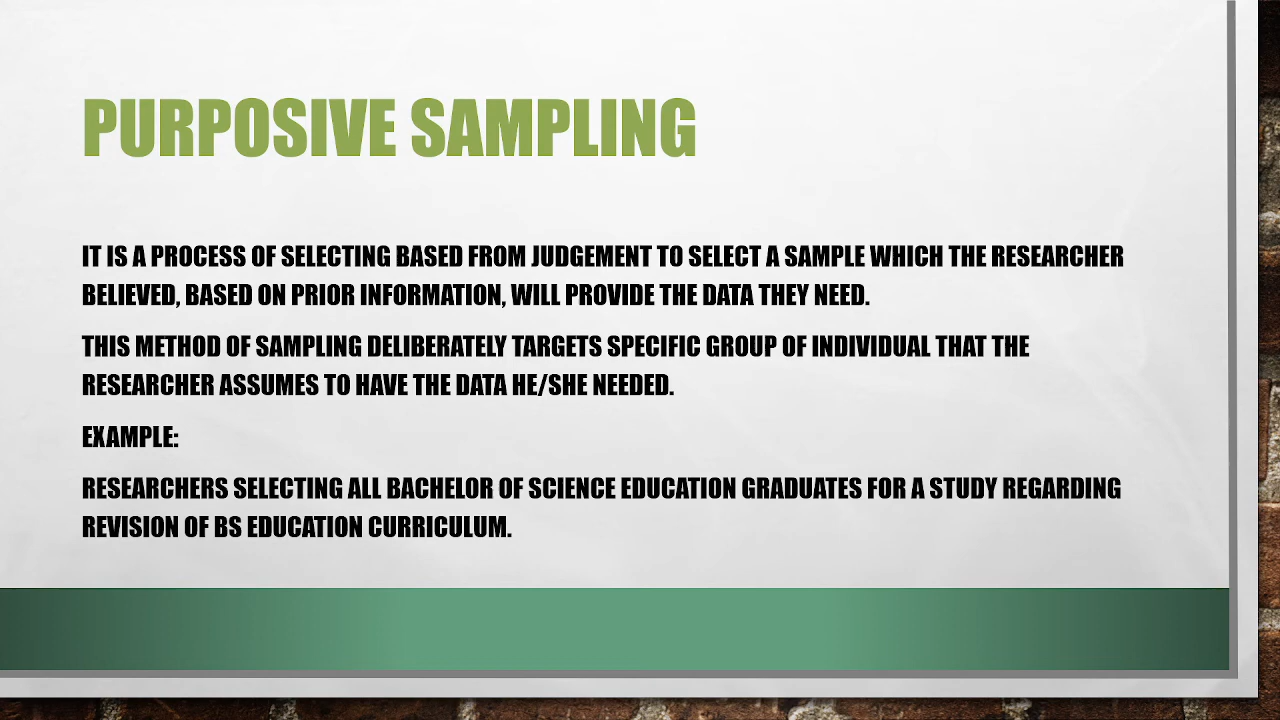 PURPOSIVE SAMPLING
IT IS A PROCESS OF SELECTING BASED FROM JUDGEMENT TO SELECT A SAMPLE WHICH THE RESEARCHER
BELIEVED, BASED ON PRIOR INFORMATION, WILL PROVIDE THE DATA THEY NEED.
THIS METHOD OF SAMPLING DELIBERATELY TARGETS SPECIFIC GROUP OF INDIVIDUAL THAT THE
RESEARCHER ASSUMES TO HAVE THE DATA HE/SHE NEEDED.
EXAMPLE:
RESEARCHERS SELECTING ALL BACHELOR OF SCIENCE EDUCATION GRADUATES FOR A STUDY REGARDING
REVISION OF BS EDUCATION CURRICULUM.